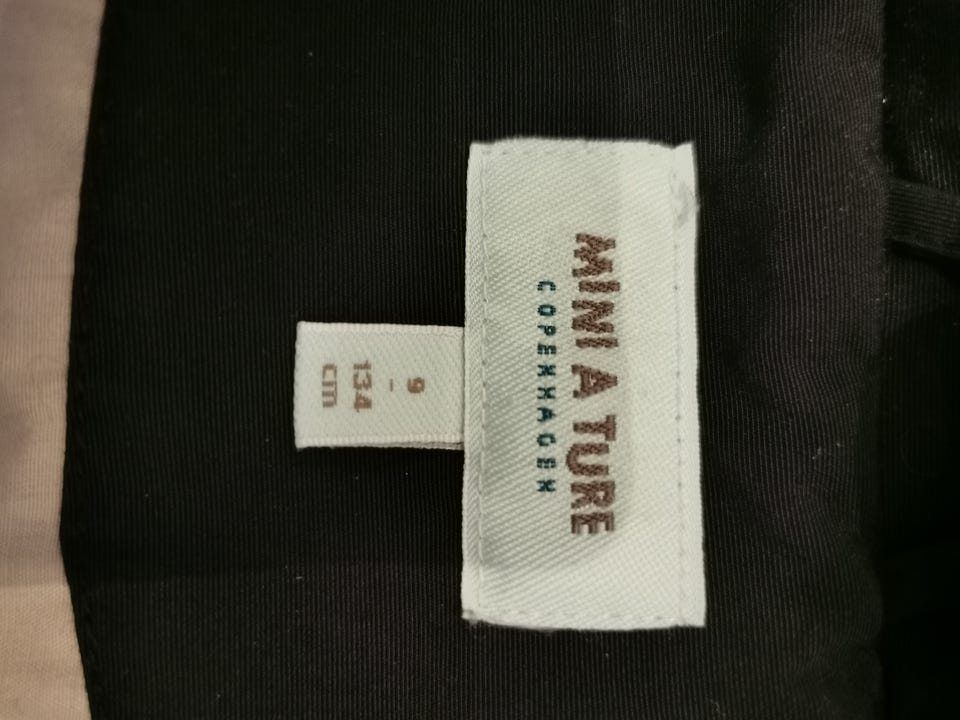 MINI A TURE
COPENHAGEN
9
-
134
cm